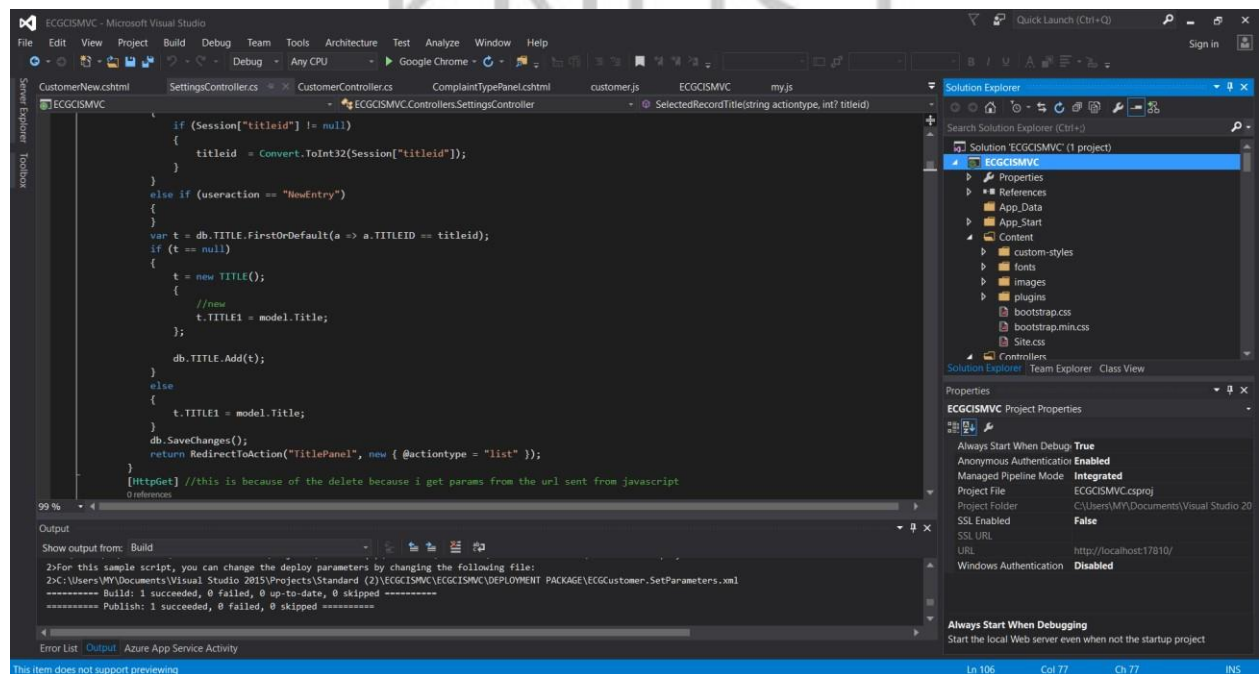 ECGCISMVC - Microsoft Visual Studio
Quick Launch (Ctrl+Q)
File Edit View Project Build Debug Team Tools Architecture Test Analyze Window Help
Sign in
Debug Any CPU Google Chrome
Server Explorer
Toolbox
CustomerNew.cshtml SettingsController.cs CustomerController.cs ComplaintTypePanel.cshtml customer.js ECGCISMVC my.js
ECGCISMVC ECGCISMVC.Controllers.SettingsController SelectedRecordTitle(string actiontype, int? titleid)
{
if (Session["titleid"] != null)
{
titleid = Convert.ToInt32(Session["titleid"]);
}
}
else if (useraction == "NewEntry")
{
}
var t = db.TITLE.FirstOrDefault(a => a.TITLEID == titleid);
if (t == null)
{
t = new TITLE();
{
//new
t.TITLE1 = model.Title;
};
db.TITLE.Add(t);
}
else
{
t.TITLE1 = model.Title;
}
db.SaveChanges();
return RedirectToAction("TitlePanel", new { @actiontype = "list" });
}
[HttpGet] //this is because of the delete because i get params from the url sent from javascript
0 references
99 %
Output
Show output from: Build
2>For this sample script, you can change the deploy parameters by changing the following file:
2>C:\Users\MY\Documents\Visual Studio 2015\Projects\Standard (2)\ECGCISMVC\ECGCISMVC\DEPLOYMENT PACKAGE\ECGCustomer.SetParameters.xml
========== Build: 1 succeeded, 0 failed, 0 up-to-date, 0 skipped ==========
========== Publish: 1 succeeded, 0 failed, 0 skipped ==========
Error List Output Azure App Service Activity
Solution Explorer
Search Solution Explorer (Ctrl+;)
Solution 'ECGCISMVC' (1 project)
ECGCISMVC
Properties
References
App_Data
App_Start
Content
custom-styles
fonts
images
plugins
bootstrap.css
bootstrap.min.css
Site.css
Controllers
Solution Explorer Team Explorer Class View
Properties
ECGCISMVC Project Properties
Always Start When Debug True
Anonymous Authentication Enabled
Managed Pipeline Mode Integrated
Project File ECGCISMVC.csproj
Project Folder C:\Users\MY\Documents\Visual Studio 20
SSL Enabled False
SSL URL
URL http://localhost:17810/
Windows Authentication Disabled
Always Start When Debugging
Start the local Web server even when not the startup project
This item does not support previewing Ln 106 Col 77 Ch 77 INS